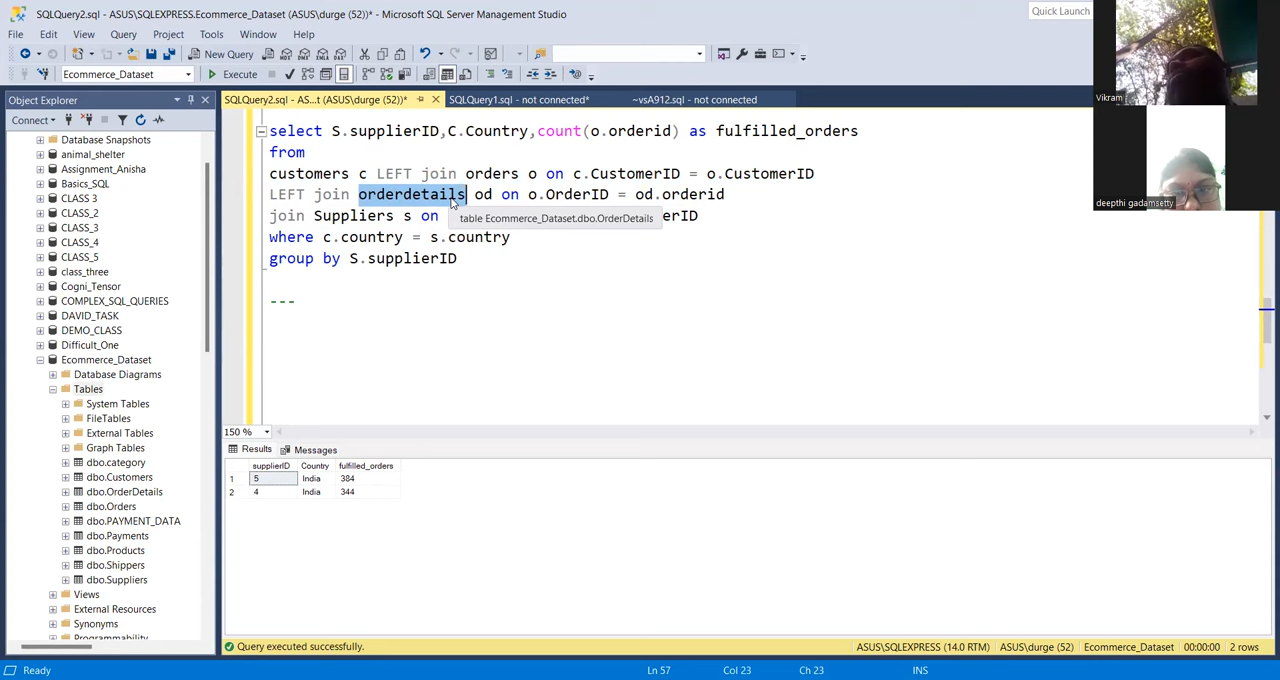 SQLQuery2.sql - ASUS\SQLEXPRESS.Ecommerce_Dataset (ASUS\durge (52))* - Microsoft SQL Server Management Studio
Quick Launch
File Edit View Query Project Tools Window Help
New Query
Ecommerce_Dataset
Execute
Object Explorer
SQLQuery2.sql - AS...t (ASUS\durge (52))*
SQLQuery1.sql - not connected*
~vsA912.sql - not connected
Vikram
deepthi gadamsetty
Connect
Database Snapshots
animal_shelter
Assignment_Anisha
Basics_SQL
CLASS 3
CLASS_2
CLASS_3
CLASS_4
CLASS_5
class_three
Cogni_Tensor
COMPLEX_SQL_QUERIES
DAVID_TASK
DEMO_CLASS
Difficult_One
Ecommerce_Dataset
Database Diagrams
Tables
System Tables
FileTables
External Tables
Graph Tables
dbo.category
dbo.Customers
dbo.OrderDetails
dbo.Orders
dbo.PAYMENT_DATA
dbo.Payments
dbo.Products
dbo.Shippers
dbo.Suppliers
Views
External Resources
Synonyms
Programmability
select S.supplierID,C.Country,count(o.orderid) as fulfilled_orders
from
customers c LEFT join orders o on c.CustomerID = o.CustomerID
LEFT join orderdetails od on o.OrderID = od.orderid
join Suppliers s on erID
table Ecommerce_Dataset.dbo.OrderDetails
where c.country = s.country
group by S.supplierID
---
150 %
Results Messages
supplierID Country fulfilled_orders
1 5 India 384
2 4 India 344
Query executed successfully.
ASUS\SQLEXPRESS (14.0 RTM) ASUS\durge (52) Ecommerce_Dataset 00:00:00 2 rows
Ready
Ln 57 Col 23 Ch 23 INS